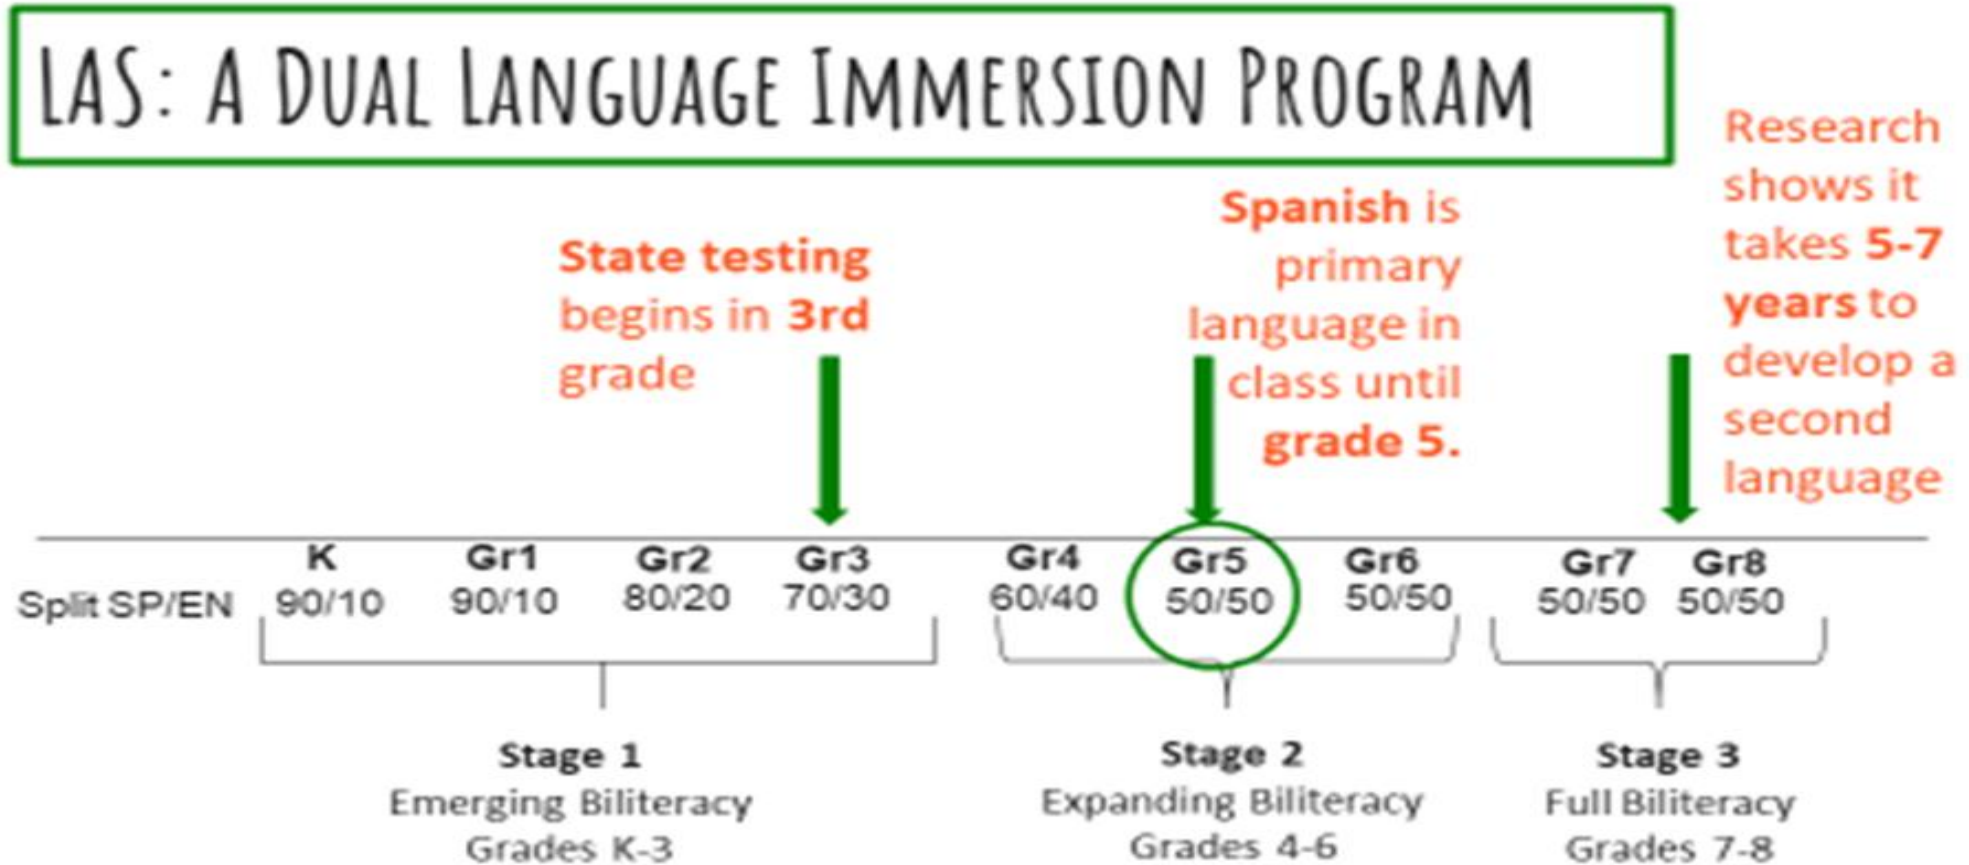 LAS: A DUAL LANGUAGE IMMERSION PROGRAM
State testing
begins in 3rd
grade
Spanish is
primary
language in
class until
grade 5.
Research
shows it
takes 5-7
years to
develop a
second
language
K Gr1 Gr2 Gr3 Gr4 Gr5 Gr6 Gr7 Gr8
Split SP/EN 90/10 90/10 80/20 70/30 60/40 50/50 50/50 50/50 50/50
Stage 1
Emerging Biliteracy
Grades K-3
Stage 2
Expanding Biliteracy
Grades 4-6
Stage 3
Full Biliteracy
Grades 7-8